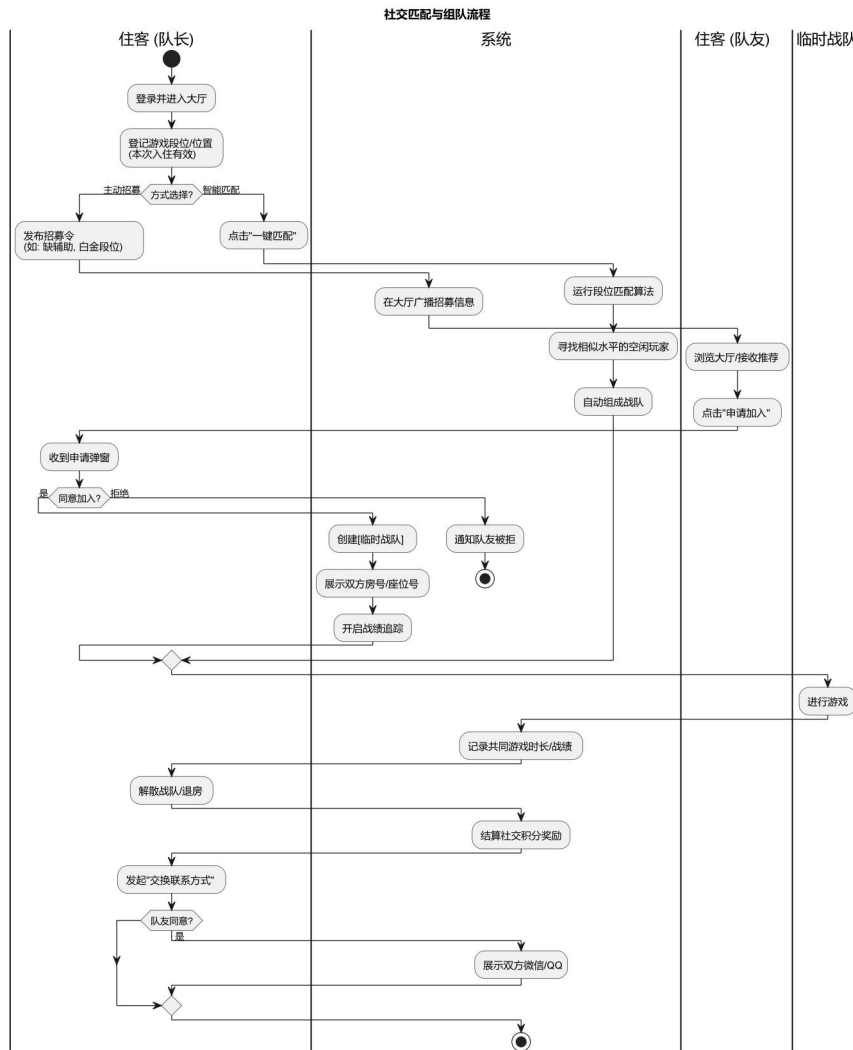 社交匹配与组队流程
住客 (队长)
系统
住客 (队友)
临时战队
登录并进入大厅
登记游戏段位/位置
(本次入住有效)
主动招募
方式选择?
智能匹配
发布招募令
(如: 缺辅助, 白金段位)
点击"一键匹配"
在大厅广播招募信息
运行段位匹配算法
寻找相似水平的空闲玩家
浏览大厅/接收推荐
自动组成战队
点击"申请加入"
收到申请弹窗
是
同意加入?
拒绝
创建[临时战队]
通知队友被拒
展示双方房号/座位号
开启战绩追踪
进行游戏
记录共同游戏时长/战绩
解散战队/退房
结算社交积分奖励
发起"交换联系方式"
队友同意?
是
展示双方微信/QQ